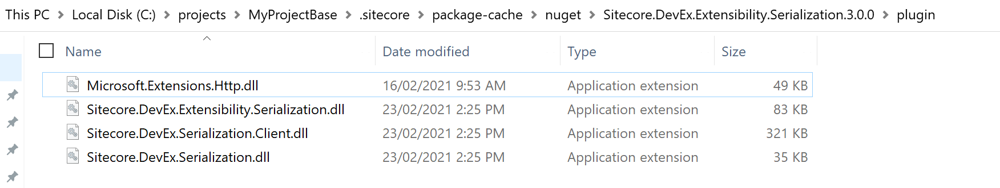 This PC > Local Disk (C:) > projects > MyProjectBase > .sitecore > package-cache > nuget > Sitecore.DevEx.Extensibility.Serialization.3.0.0 > plugin
Name Date modified Type Size
Microsoft.Extensions.Http.dll 16/02/2021 9:53 AM Application extension 49 KB
Sitecore.DevEx.Extensibility.Serialization.dll 23/02/2021 2:25 PM Application extension 83 KB
Sitecore.DevEx.Serialization.Client.dll 23/02/2021 2:25 PM Application extension 321 KB
Sitecore.DevEx.Serialization.dll 23/02/2021 2:25 PM Application extension 35 KB